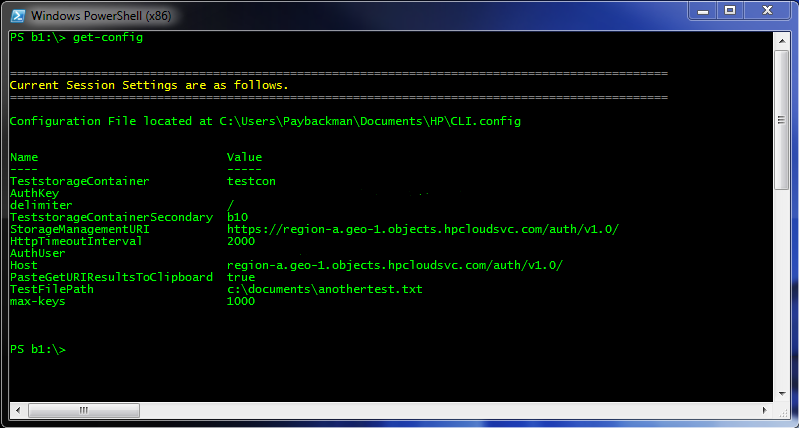 Windows PowerShell (x86)
PS b1:\> get-config
==============================================================================================
Current Session Settings are as follows.
==============================================================================================
Configuration File located at C:\Users\Paybackman\Documents\HP\CLI.config
Name Value
---- -----
TeststorageContainer testcon
AuthKey
delimiter /
TeststorageContainerSecondary b10
StorageManagementURI https://region-a.geo-1.objects.hpcloudsvc.com/auth/v1.0/
HttpTimeoutInterval 2000
AuthUser
Host region-a.geo-1.objects.hpcloudsvc.com/auth/v1.0/
PasteGetURIResultsToClipboard true
TestFilePath c:\documents\anothertest.txt
max-keys 1000
PS b1:\>